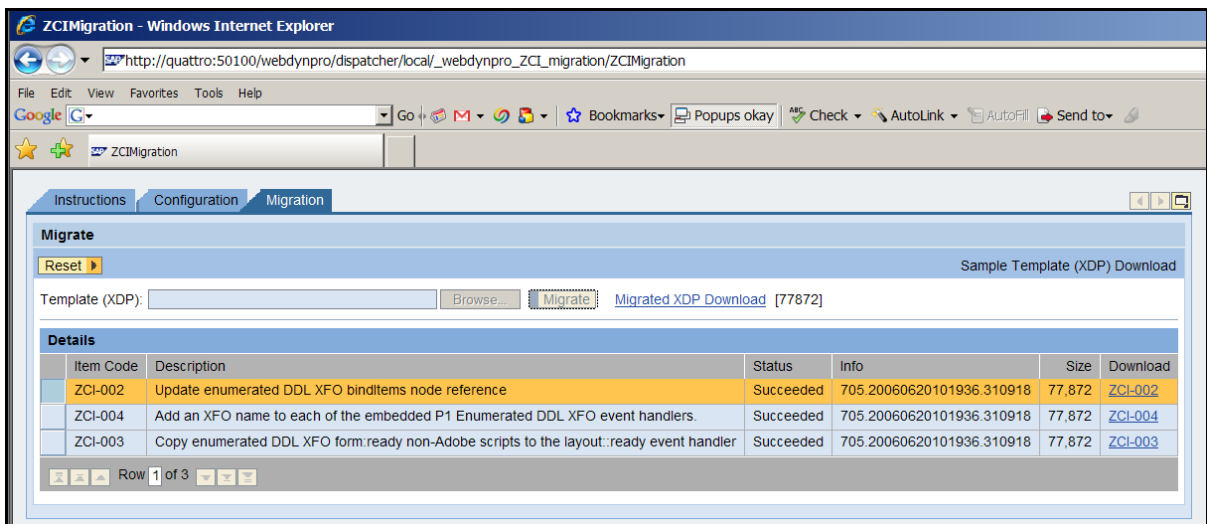 ZCIMigration - Windows Internet Explorer
SAP http://quattro:50100/webdynpro/dispatcher/local/_webdynpro_ZCI_migration/ZCIMigration
File Edit View Favorites Tools Help
Google G Go Bookmarks Popups okay ABC Check AutoLink AutoFill Send to
SAP ZCIMigration
Instructions Configuration Migration
Migrate
Reset Sample Template (XDP) Download
Template (XDP): Browse... Migrate Migrated XDP Download [77872]
Details
Item Code Description Status Info Size Download
ZCI-002 Update enumerated DDL XFO bindItems node reference Succeeded 705.20060620101936.310918 77,872 ZCI-002
ZCI-004 Add an XFO name to each of the embedded P1 Enumerated DDL XFO event handlers. Succeeded 705.20060620101936.310918 77,872 ZCI-004
ZCI-003 Copy enumerated DDL XFO form:ready non-Adobe scripts to the layout::ready event handler Succeeded 705.20060620101936.310918 77,872 ZCI-003
Row 1 of 3